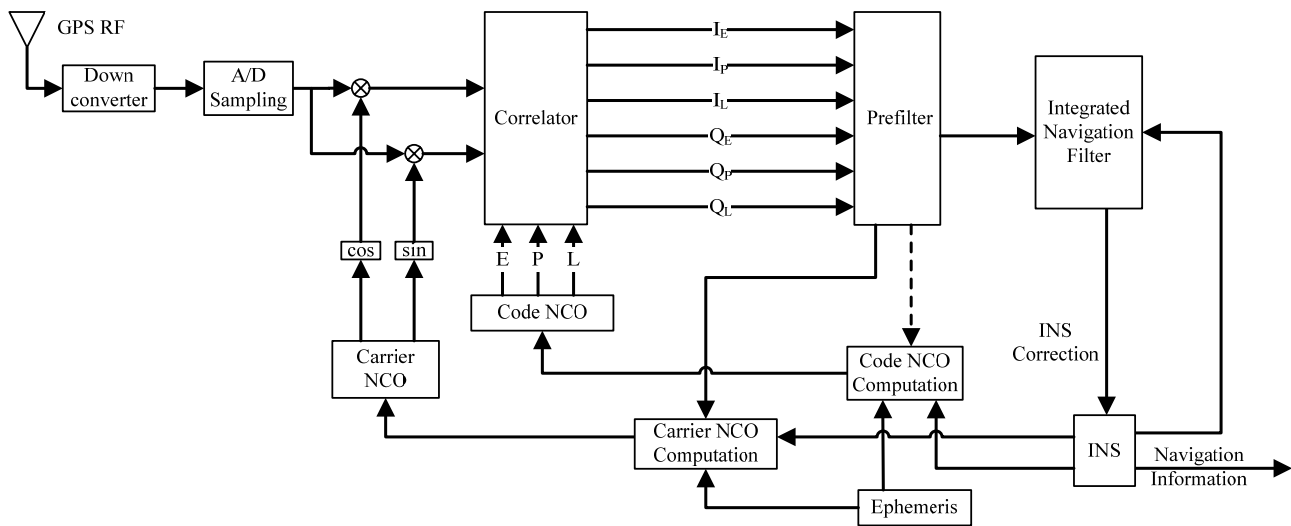 GPS RF
Down
converter
A/D
Sampling
Correlator
I_E
I_P
I_L
Q_E
Q_P
Q_L
Prefilter
Integrated
Navigation
Filter
cos
sin
E P L
Code NCO
Carrier
NCO
Code NCO
Computation
INS
Correction
Carrier NCO
Computation
INS
Navigation
Information
Ephemeris